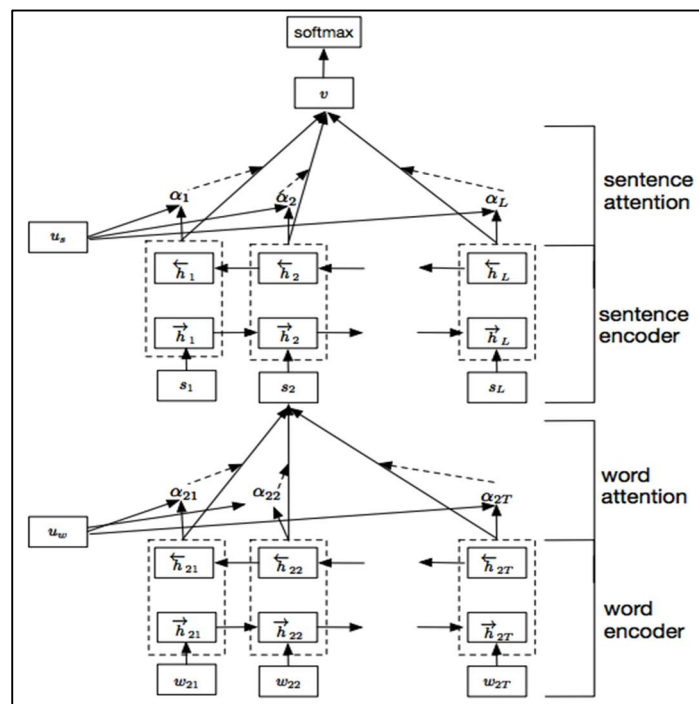 softmax
v
α1 α2 αL
sentence
attention
us
←h1 ←h2 ←hL
sentence
encoder
→h1 →h2 →hL
s1 s2 sL
word
attention
α21 α22 α2T
uw
←h21 ←h22 ←h2T
word
encoder
→h21 →h22 →h2T
w21 w22 w2T